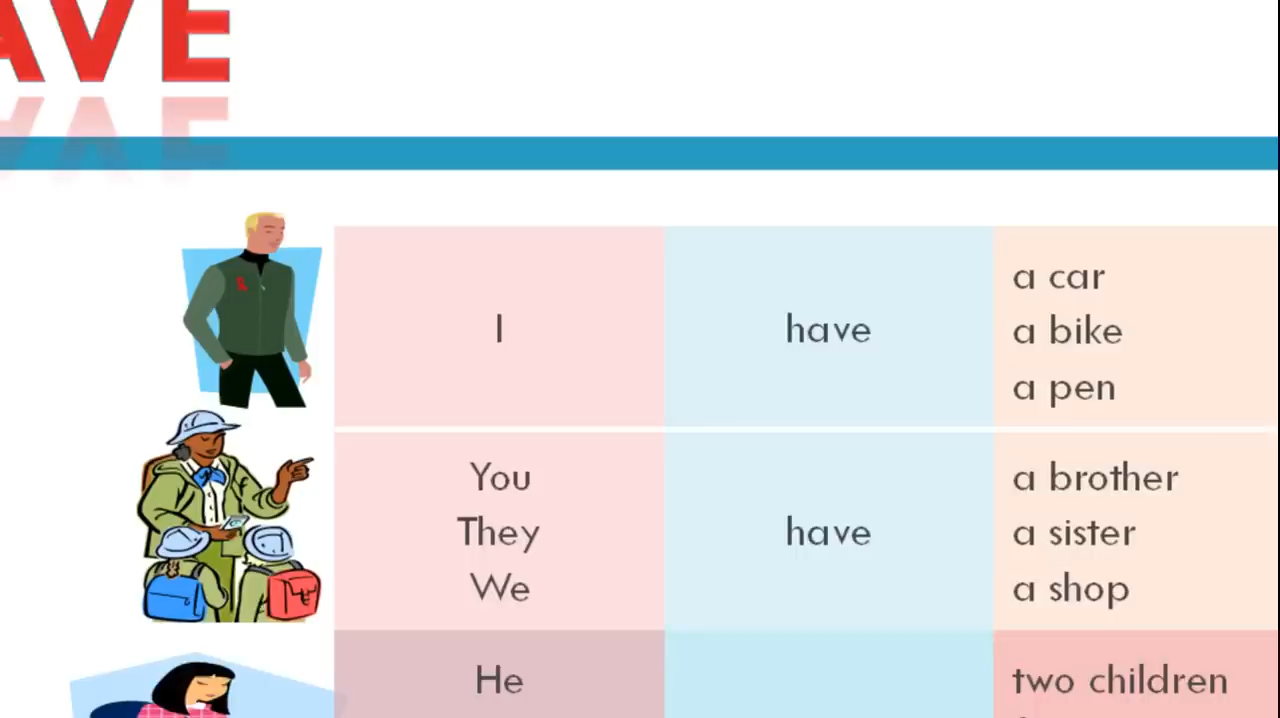 AVE
I have a car
a bike
a pen
You
They
We
have
a brother
a sister
a shop
He
two children